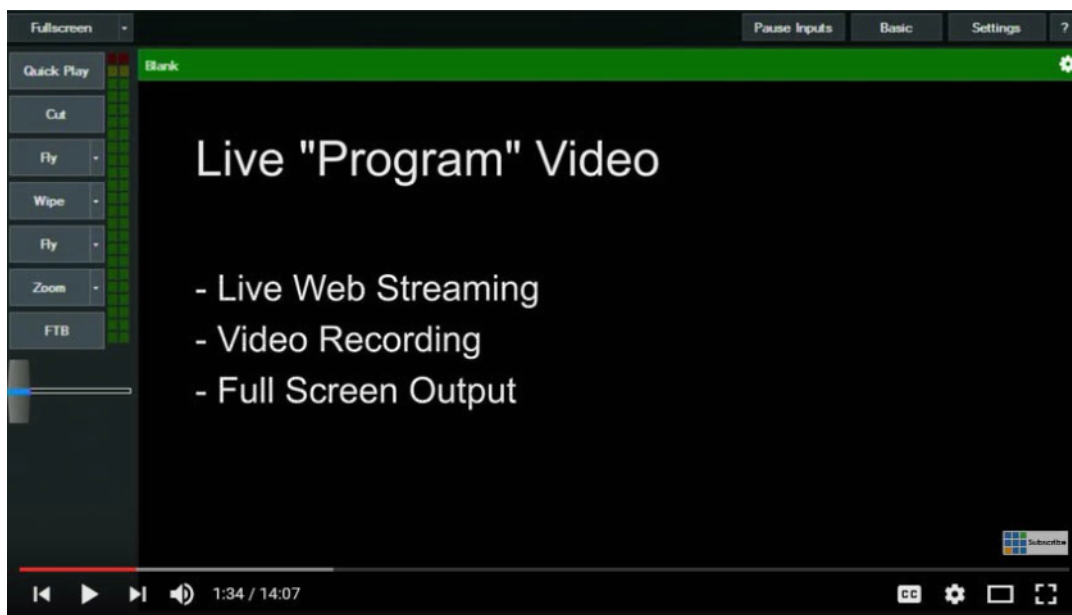 Fullscreen
Pause Inputs
Basic
Settings
?
Quick Play
Blank
Cut
Fly
Wipe
Fly
Zoom
FTB
Live "Program" Video
- Live Web Streaming
- Video Recording
- Full Screen Output
Subscribe
1:34 / 14:07
CC